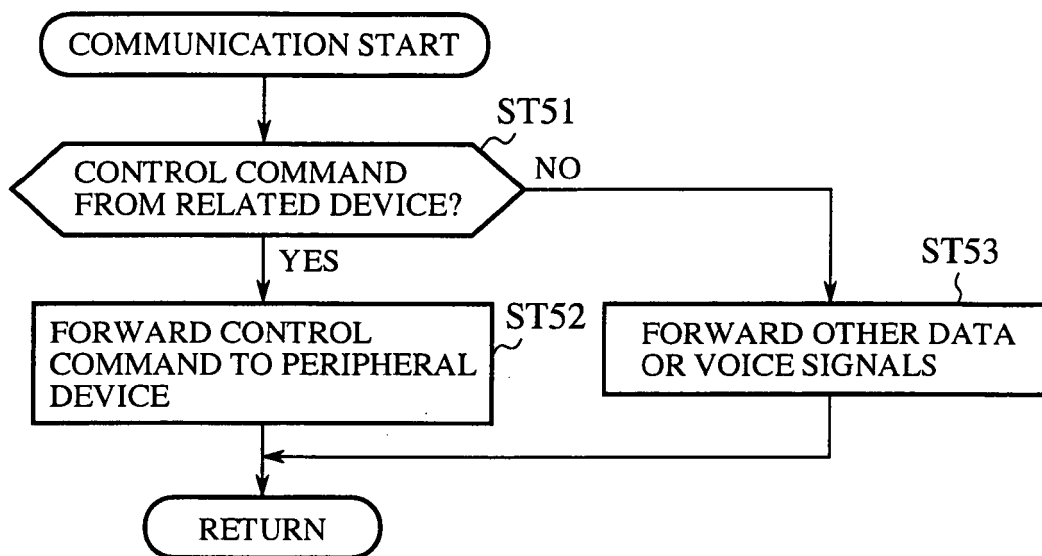 COMMUNICATION START
ST51
CONTROL COMMAND
FROM RELATED DEVICE?
NO
YES
ST53
ST52
FORWARD CONTROL
COMMAND TO PERIPHERAL
DEVICE
FORWARD OTHER DATA
OR VOICE SIGNALS
RETURN